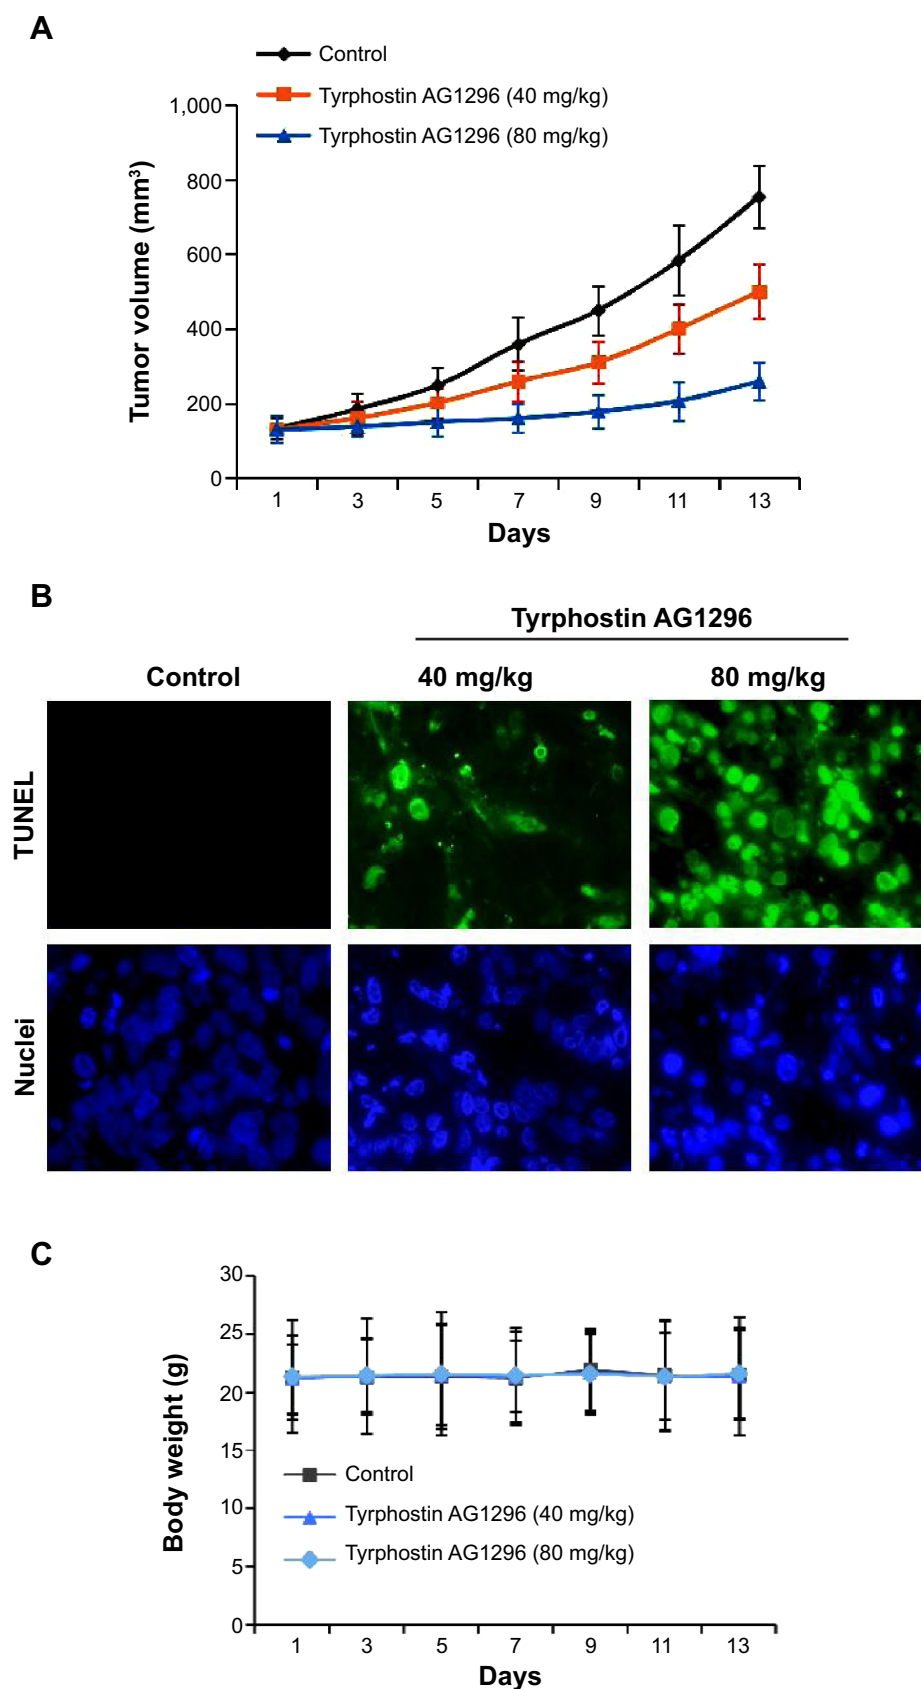 A
Control
Tyrphostin AG1296 (40 mg/kg)
Tyrphostin AG1296 (80 mg/kg)
1,000
800
600
400
200
0
Tumor volume (mm³)
1 3 5 7 9 11 13
Days
B
Tyrphostin AG1296
Control 40 mg/kg 80 mg/kg
TUNEL
Nuclei
C
30
25
20
15
10
5
0
Body weight (g)
Control
Tyrphostin AG1296 (40 mg/kg)
Tyrphostin AG1296 (80 mg/kg)
1 3 5 7 9 11 13
Days